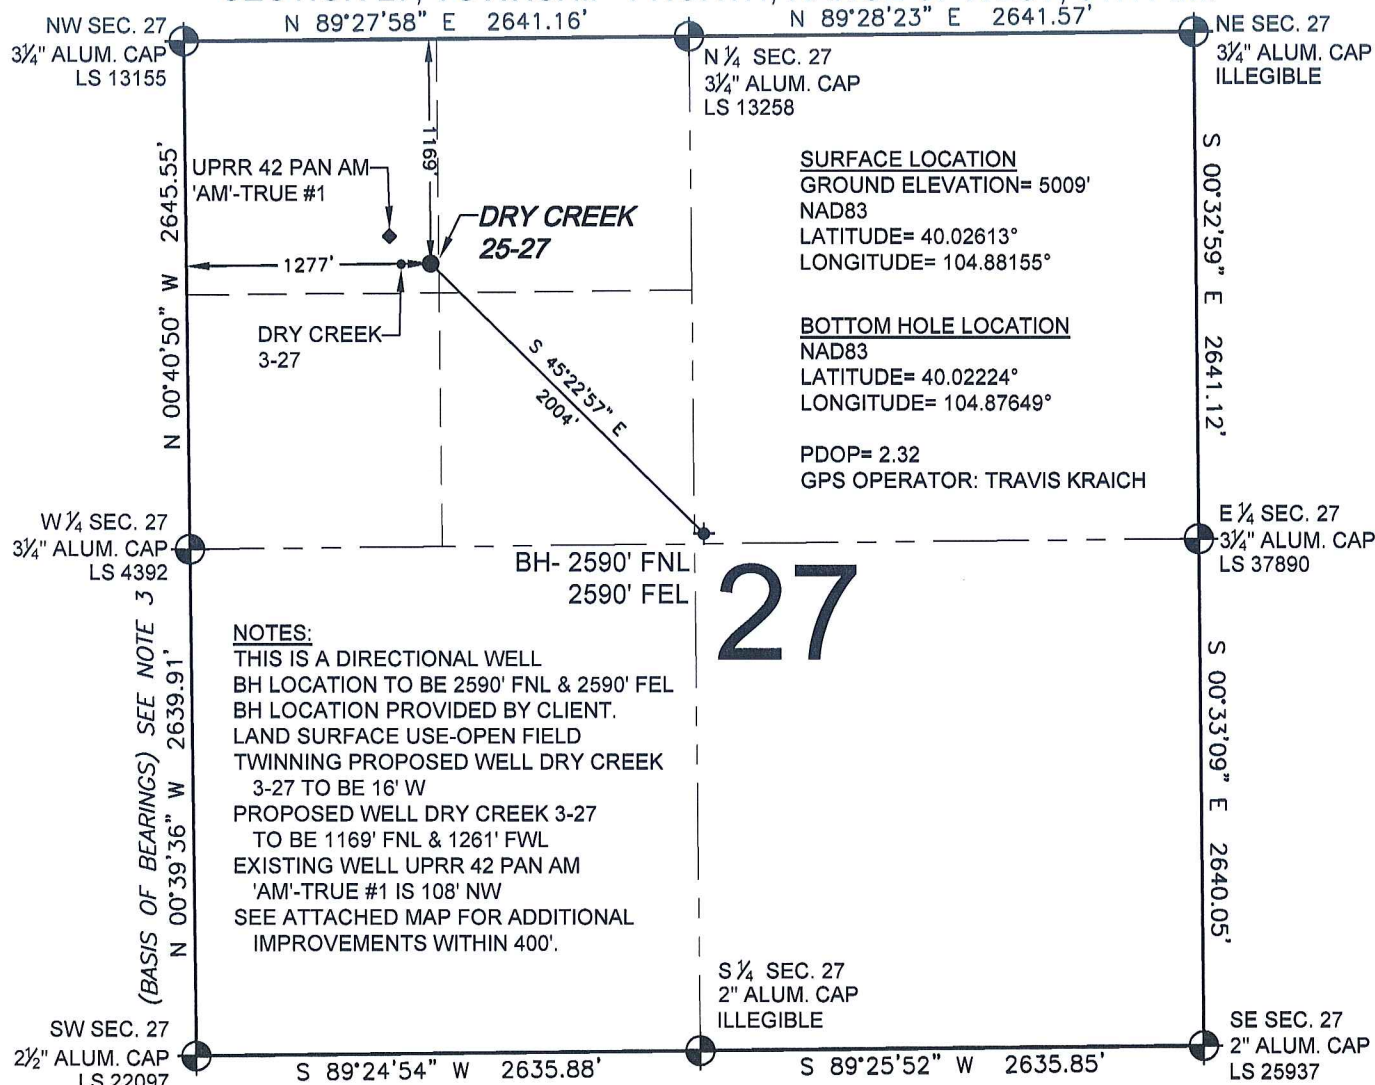 N 89°27'58" E 2641.16'
N 89°28'23" E 2641.57'
NW SEC. 27
3¼" ALUM. CAP
LS 13155
N ¼ SEC. 27
3¼" ALUM. CAP
LS 13258
NE SEC. 27
3¼" ALUM. CAP
ILLEGIBLE
1169'
UPRR 42 PAN AM
'AM'-TRUE #1
DRY CREEK
25-27
1277'
DRY CREEK
3-27
N 00°40'50" W 2645.55'
S 45°22'57" E
2004'
SURFACE LOCATION
GROUND ELEVATION= 5009'
NAD83
LATITUDE= 40.02613°
LONGITUDE= 104.88155°
BOTTOM HOLE LOCATION
NAD83
LATITUDE= 40.02224°
LONGITUDE= 104.87649°
PDOP= 2.32
GPS OPERATOR: TRAVIS KRAICH
S 00°32'59" E 2641.12'
W ¼ SEC. 27
3¼" ALUM. CAP
LS 4392
E ¼ SEC. 27
3¼" ALUM. CAP
LS 37890
BH- 2590' FNL
2590' FEL
27
(BASIS OF BEARINGS) SEE NOTE 3
N 00°39'36" W 2639.91'
NOTES:
THIS IS A DIRECTIONAL WELL
BH LOCATION TO BE 2590' FNL & 2590' FEL
BH LOCATION PROVIDED BY CLIENT.
LAND SURFACE USE-OPEN FIELD
TWINNING PROPOSED WELL DRY CREEK
3-27 TO BE 16' W
PROPOSED WELL DRY CREEK 3-27
TO BE 1169' FNL & 1261' FWL
EXISTING WELL UPRR 42 PAN AM
'AM'-TRUE #1 IS 108' NW
SEE ATTACHED MAP FOR ADDITIONAL
IMPROVEMENTS WITHIN 400'.
S 00°33'09" E 2640.05'
S ¼ SEC. 27
2" ALUM. CAP
ILLEGIBLE
SW SEC. 27
2½" ALUM. CAP
LS 22097
SE SEC. 27
2" ALUM. CAP
LS 25937
S 89°24'54" W 2635.88'
S 89°25'52" W 2635.85'